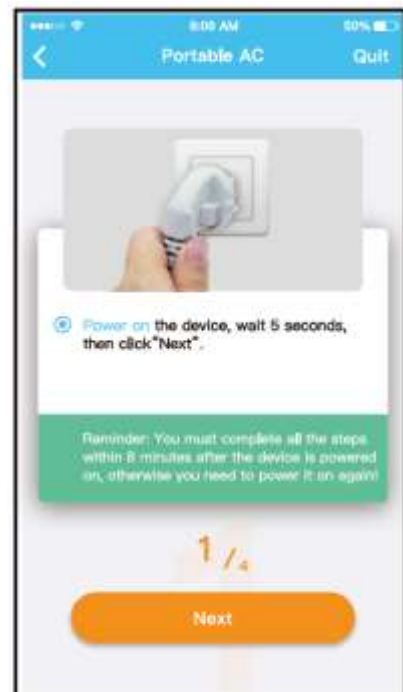 8:00 AM
50%
Portable AC
Quit
Power on the device, wait 5 seconds,
then click"Next".
Reminder: You must complete all the steps
within 8 minutes after the device is powered
on, otherwise you need to power it on again!
1/4
Next